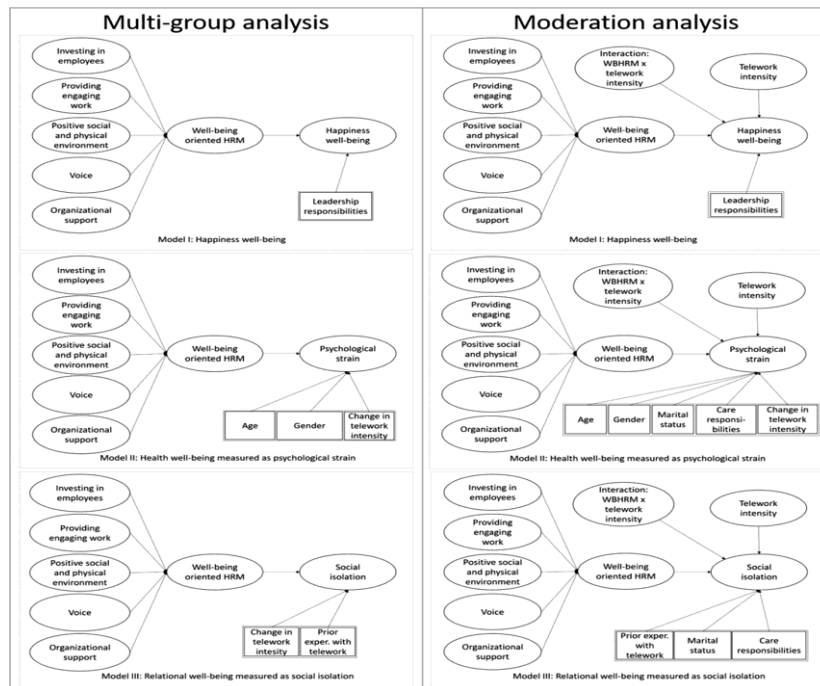 Multi-group analysis
Investing in
employees
Providing
engaging
work
Positive social
and physical
environment
Voice
Organizational
support
Well-being
oriented HRM
Happiness
well-being
Leadership
responsibilities
Model I: Happiness well-being
Investing in
employees
Providing
engaging
work
Positive social
and physical
environment
Voice
Organizational
support
Well-being
oriented HRM
Psychological
strain
Age
Gender
Change in
telework
intensity
Model II: Health well-being measured as psychological strain
Investing in
employees
Providing
engaging work
Positive social
and physical
environment
Voice
Organizational
support
Well-being
oriented HRM
Social
isolation
Change in
telework
intesity
Prior
exper. with
telework
Model III: Relational well-being measured as social isolation
Moderation analysis
Investing in
employees
Providing
engaging
work
Positive social
and physical
environment
Voice
Organizational
support
Interaction:
WBHRM x
telework
intensity
Telework
intensity
Well-being
oriented HRM
Happiness
well-being
Leadership
responsibilities
Model I: Happiness well-being
Investing in
employees
Providing
engaging
work
Positive social
and physical
environment
Voice
Organizational
support
Interaction:
WBHRM x
telework
intensity
Telework
intensity
Well-being
oriented HRM
Psychological
strain
Age
Gender
Marital
status
Care
responsi-
bilities
Change in
telework
intensity
Model II: Health well-being measured as psychological strain
Investing in
employees
Providing
engaging
work
Positive social
and physical
environment
Voice
Organizational
support
Interaction:
WBHRM x
telework
intensity
Telework
intensity
Well-being
oriented HRM
Social
isolation
Prior exper.
with
telework
Marital
status
Care
responsibilities
Model III: Relational well-being measured as social isolation